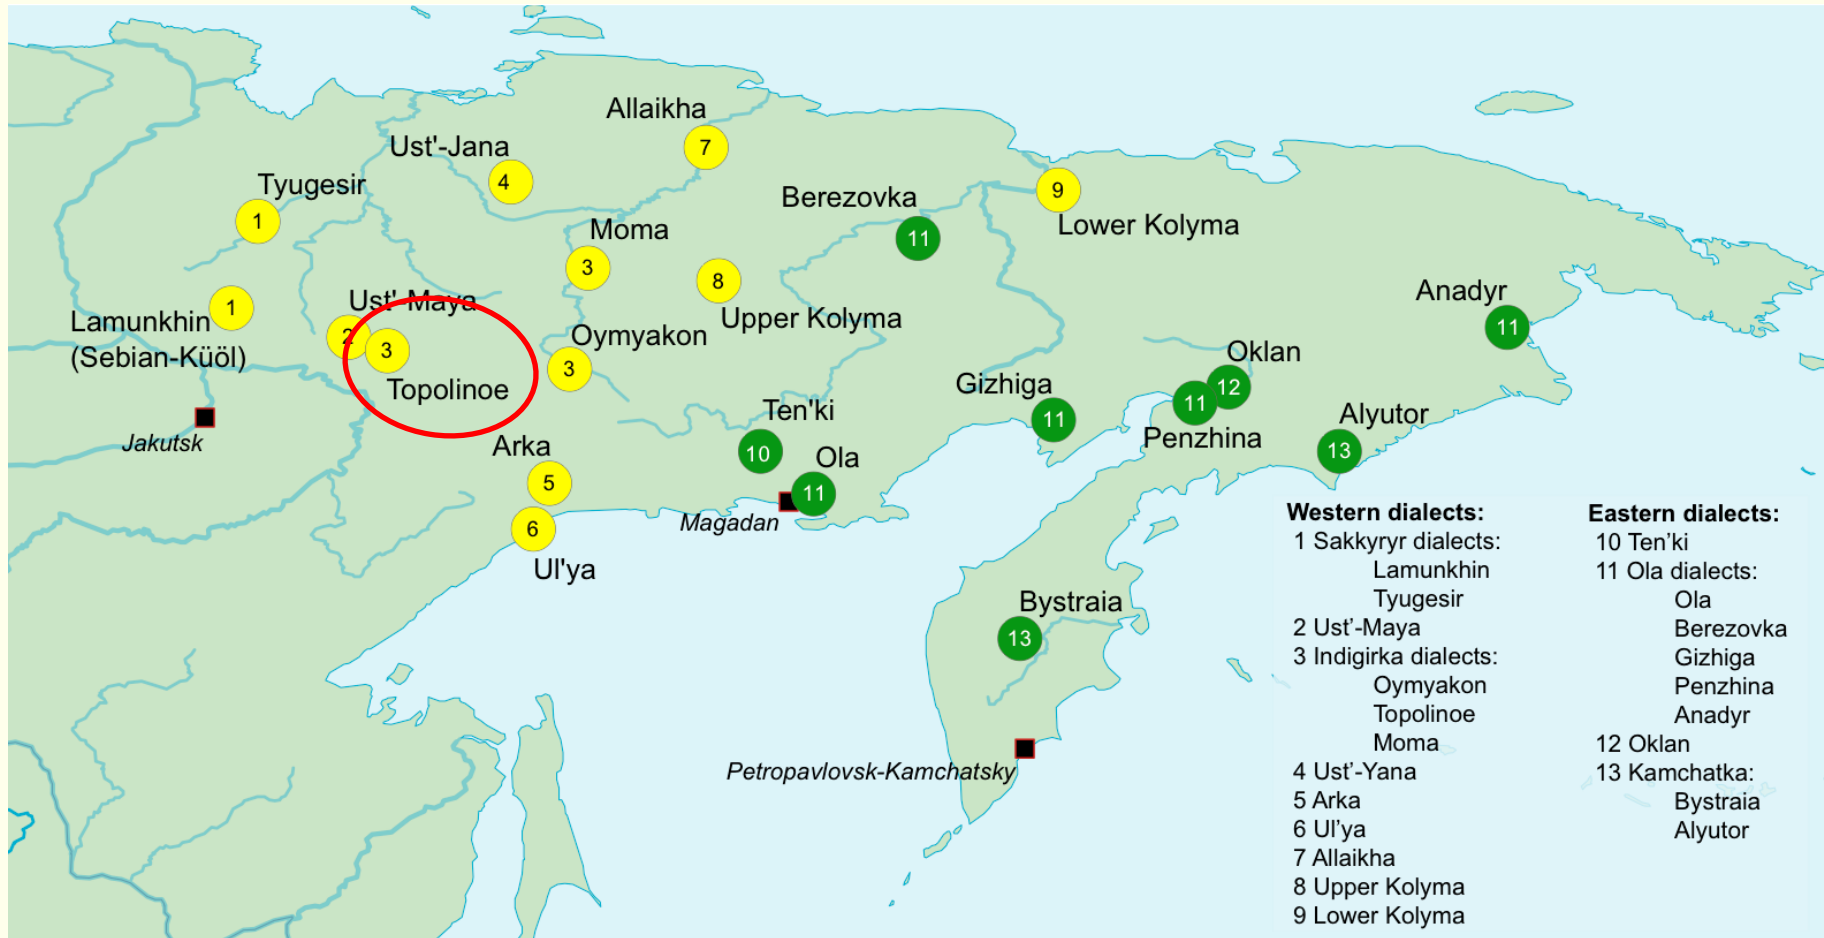 Allaikha
7
Ust'-Jana
4
Tyugesir
1
Berezovka
11
9
Lower Kolyma
Moma
3
8
Upper Kolyma
Anadyr
11
1
Lamunkhin
(Sebian-Küöl)
Ust'-Maya
2
3
Topolinoe
Oymyakon
3
Oklan
12
11
Penzhina
Gizhiga
11
Alyutor
13
Jakutsk
Ten'ki
10
Arka
5
Ola
11
Magadan
6
Ul'ya
Bystraia
13
Petropavlovsk-Kamchatsky
Western dialects:
1 Sakkyryr dialects:
Lamunkhin
Tyugesir
2 Ust’-Maya
3 Indigirka dialects:
Oymyakon
Topolinoe
Moma
4 Ust’-Yana
5 Arka
6 Ul’ya
7 Allaikha
8 Upper Kolyma
9 Lower Kolyma
Eastern dialects:
10 Ten’ki
11 Ola dialects:
Ola
Berezovka
Gizhiga
Penzhina
Anadyr
12 Oklan
13 Kamchatka:
Bystraia
Alyutor